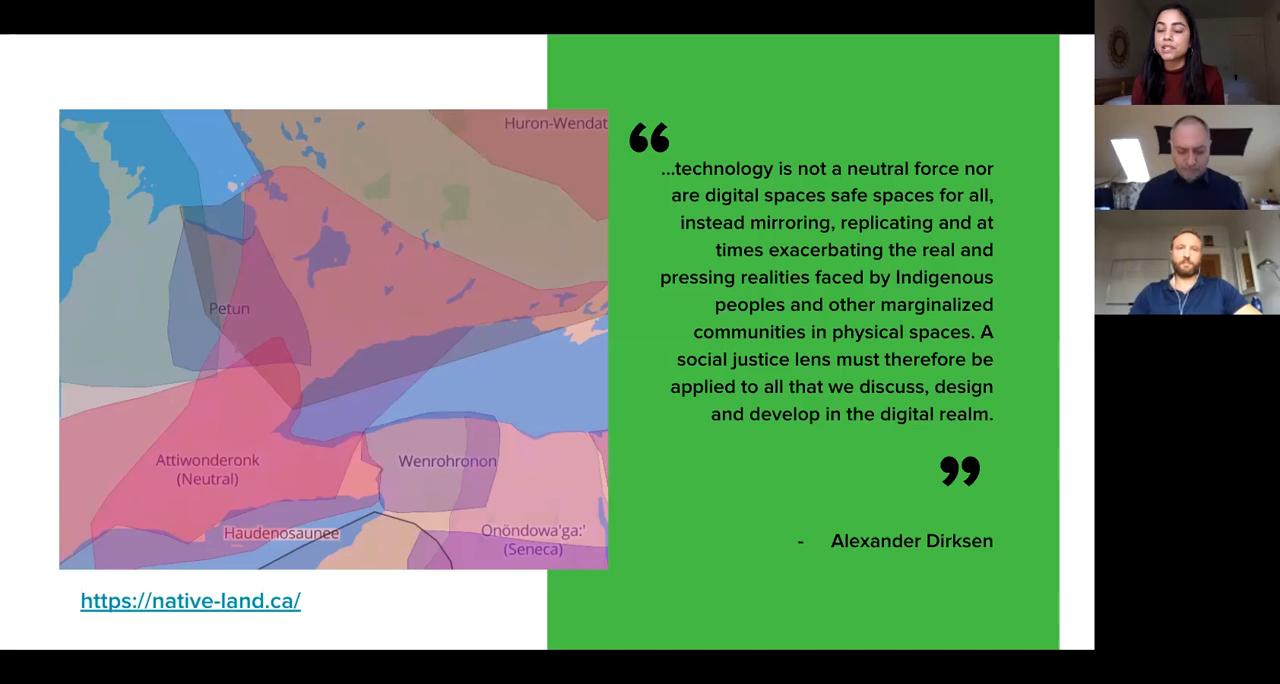 Huron-Wendat
Petun
Attiwonderonk
(Neutral)
Wenrohronon
Haudenosaunee
Onöndowa'ga:'
(Seneca)
https://native-land.ca/
“
...technology is not a neutral force nor
are digital spaces safe spaces for all,
instead mirroring, replicating and at
times exacerbating the real and
pressing realities faced by Indigenous
peoples and other marginalized
communities in physical spaces. A
social justice lens must therefore be
applied to all that we discuss, design
and develop in the digital realm.
”
- Alexander Dirksen